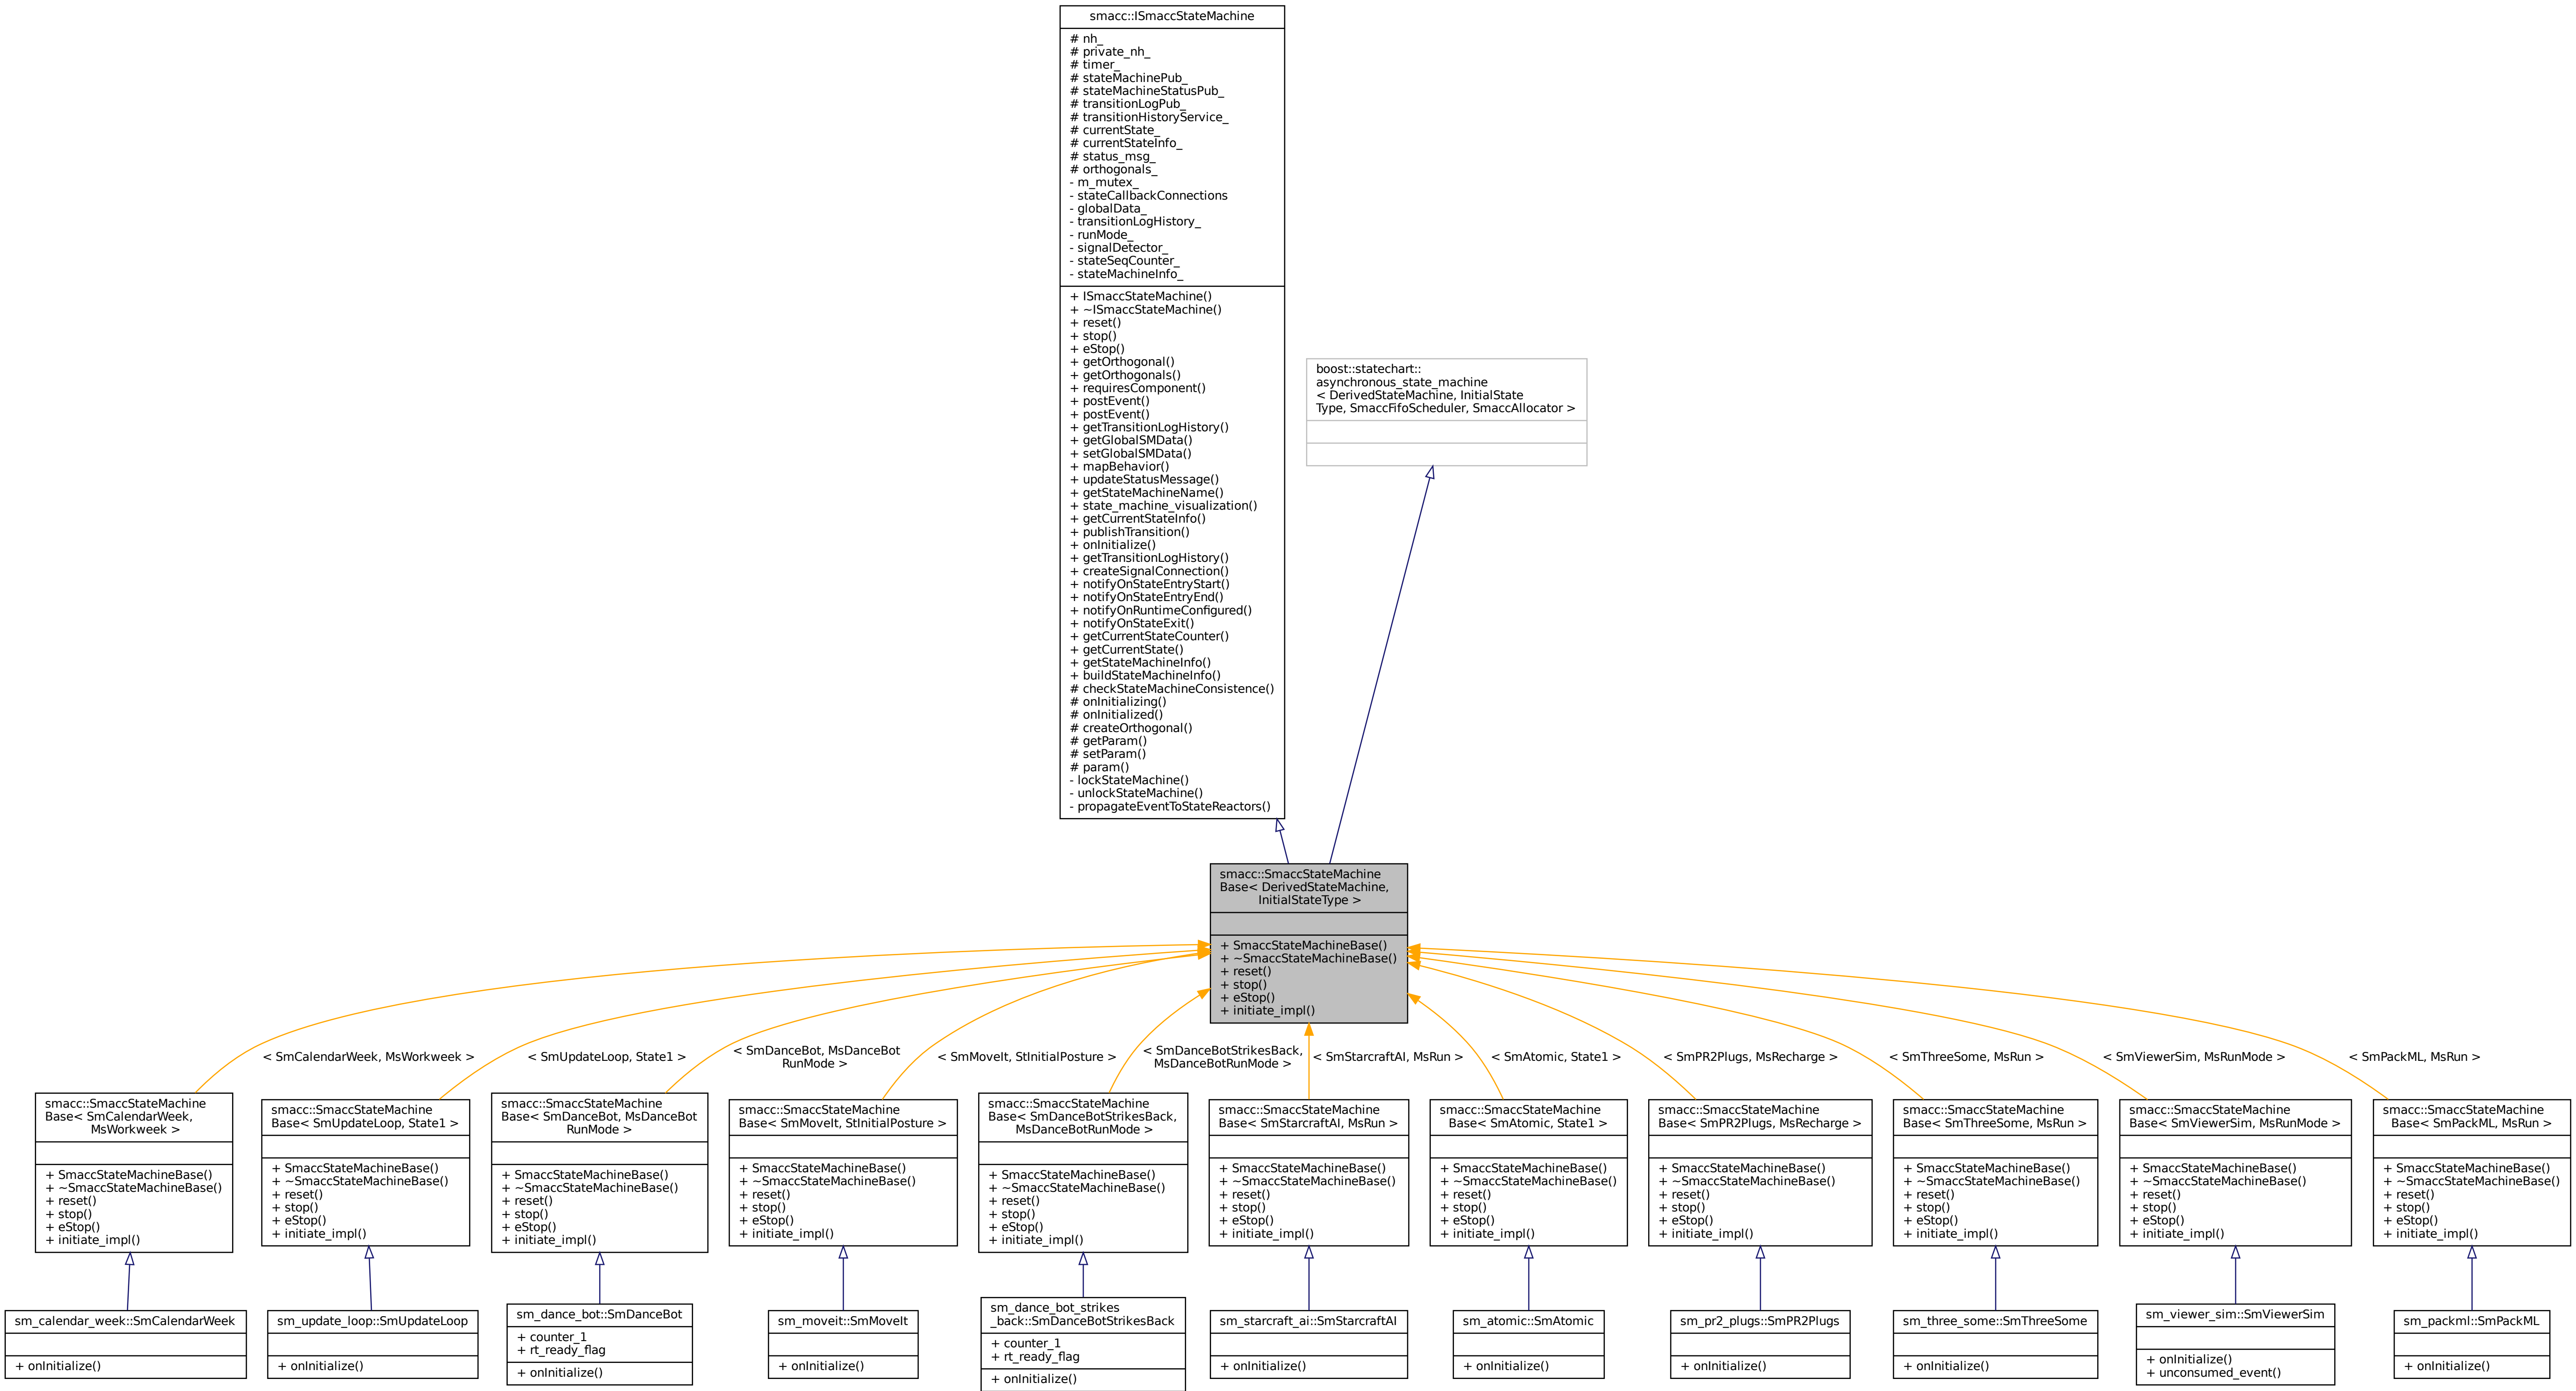 smacc::ISmaccStateMachine
# nh_
# private_nh_
# timer_
# stateMachinePub_
# stateMachineStatusPub_
# transitionLogPub_
# transitionHistoryService_
# currentState_
# currentStateInfo_
# status_msg_
# orthogonals_
- m_mutex_
- stateCallbackConnections
- globalData_
- transitionLogHistory_
- runMode_
- signalDetector_
- stateSeqCounter_
- stateMachineInfo_
+ ISmaccStateMachine()
+ ~ISmaccStateMachine()
+ reset()
+ stop()
+ eStop()
+ getOrthogonal()
+ getOrthogonals()
+ requiresComponent()
+ postEvent()
+ postEvent()
+ getTransitionLogHistory()
+ getGlobalSMData()
+ setGlobalSMData()
+ mapBehavior()
+ updateStatusMessage()
+ getStateMachineName()
+ state_machine_visualization()
+ getCurrentStateInfo()
+ publishTransition()
+ onInitialize()
+ getTransitionLogHistory()
+ createSignalConnection()
+ notifyOnStateEntryStart()
+ notifyOnStateEntryEnd()
+ notifyOnRuntimeConfigured()
+ notifyOnStateExit()
+ getCurrentStateCounter()
+ getCurrentState()
+ getStateMachineInfo()
+ buildStateMachineInfo()
# checkStateMachineConsistence()
# onInitializing()
# onInitialized()
# createOrthogonal()
# getParam()
# setParam()
# param()
- lockStateMachine()
- unlockStateMachine()
- propagateEventToStateReactors()
boost::statechart::
asynchronous_state_machine
< DerivedStateMachine, InitialState
Type, SmaccFifoScheduler, SmaccAllocator >
smacc::SmaccStateMachine
Base< DerivedStateMachine,
InitialStateType >
+ SmaccStateMachineBase()
+ ~SmaccStateMachineBase()
+ reset()
+ stop()
+ eStop()
+ initiate_impl()
< SmCalendarWeek, MsWorkweek >
< SmUpdateLoop, State1 >
< SmDanceBot, MsDanceBot
RunMode >
< SmMoveIt, StInitialPosture >
< SmDanceBotStrikesBack,
MsDanceBotRunMode >
< SmStarcraftAI, MsRun >
< SmAtomic, State1 >
< SmPR2Plugs, MsRecharge >
< SmThreeSome, MsRun >
< SmViewerSim, MsRunMode >
< SmPackML, MsRun >
smacc::SmaccStateMachine
Base< SmCalendarWeek,
MsWorkweek >
+ SmaccStateMachineBase()
+ ~SmaccStateMachineBase()
+ reset()
+ stop()
+ eStop()
+ initiate_impl()
smacc::SmaccStateMachine
Base< SmUpdateLoop, State1 >
+ SmaccStateMachineBase()
+ ~SmaccStateMachineBase()
+ reset()
+ stop()
+ eStop()
+ initiate_impl()
smacc::SmaccStateMachine
Base< SmDanceBot, MsDanceBot
RunMode >
+ SmaccStateMachineBase()
+ ~SmaccStateMachineBase()
+ reset()
+ stop()
+ eStop()
+ initiate_impl()
smacc::SmaccStateMachine
Base< SmMoveIt, StInitialPosture >
+ SmaccStateMachineBase()
+ ~SmaccStateMachineBase()
+ reset()
+ stop()
+ eStop()
+ initiate_impl()
smacc::SmaccStateMachine
Base< SmDanceBotStrikesBack,
MsDanceBotRunMode >
+ SmaccStateMachineBase()
+ ~SmaccStateMachineBase()
+ reset()
+ stop()
+ eStop()
+ initiate_impl()
smacc::SmaccStateMachine
Base< SmStarcraftAI, MsRun >
+ SmaccStateMachineBase()
+ ~SmaccStateMachineBase()
+ reset()
+ stop()
+ eStop()
+ initiate_impl()
smacc::SmaccStateMachine
Base< SmAtomic, State1 >
+ SmaccStateMachineBase()
+ ~SmaccStateMachineBase()
+ reset()
+ stop()
+ eStop()
+ initiate_impl()
smacc::SmaccStateMachine
Base< SmPR2Plugs, MsRecharge >
+ SmaccStateMachineBase()
+ ~SmaccStateMachineBase()
+ reset()
+ stop()
+ eStop()
+ initiate_impl()
smacc::SmaccStateMachine
Base< SmThreeSome, MsRun >
+ SmaccStateMachineBase()
+ ~SmaccStateMachineBase()
+ reset()
+ stop()
+ eStop()
+ initiate_impl()
smacc::SmaccStateMachine
Base< SmViewerSim, MsRunMode >
+ SmaccStateMachineBase()
+ ~SmaccStateMachineBase()
+ reset()
+ stop()
+ eStop()
+ initiate_impl()
smacc::SmaccStateMachine
Base< SmPackML, MsRun >
+ SmaccStateMachineBase()
+ ~SmaccStateMachineBase()
+ reset()
+ stop()
+ eStop()
+ initiate_impl()
sm_calendar_week::SmCalendarWeek
+ onInitialize()
sm_update_loop::SmUpdateLoop
+ onInitialize()
sm_dance_bot::SmDanceBot
+ counter_1
+ rt_ready_flag
+ onInitialize()
sm_moveit::SmMoveIt
+ onInitialize()
sm_dance_bot_strikes
_back::SmDanceBotStrikesBack
+ counter_1
+ rt_ready_flag
+ onInitialize()
sm_starcraft_ai::SmStarcraftAI
+ onInitialize()
sm_atomic::SmAtomic
+ onInitialize()
sm_pr2_plugs::SmPR2Plugs
+ onInitialize()
sm_three_some::SmThreeSome
+ onInitialize()
sm_viewer_sim::SmViewerSim
+ onInitialize()
+ unconsumed_event()
sm_packml::SmPackML
+ onInitialize()